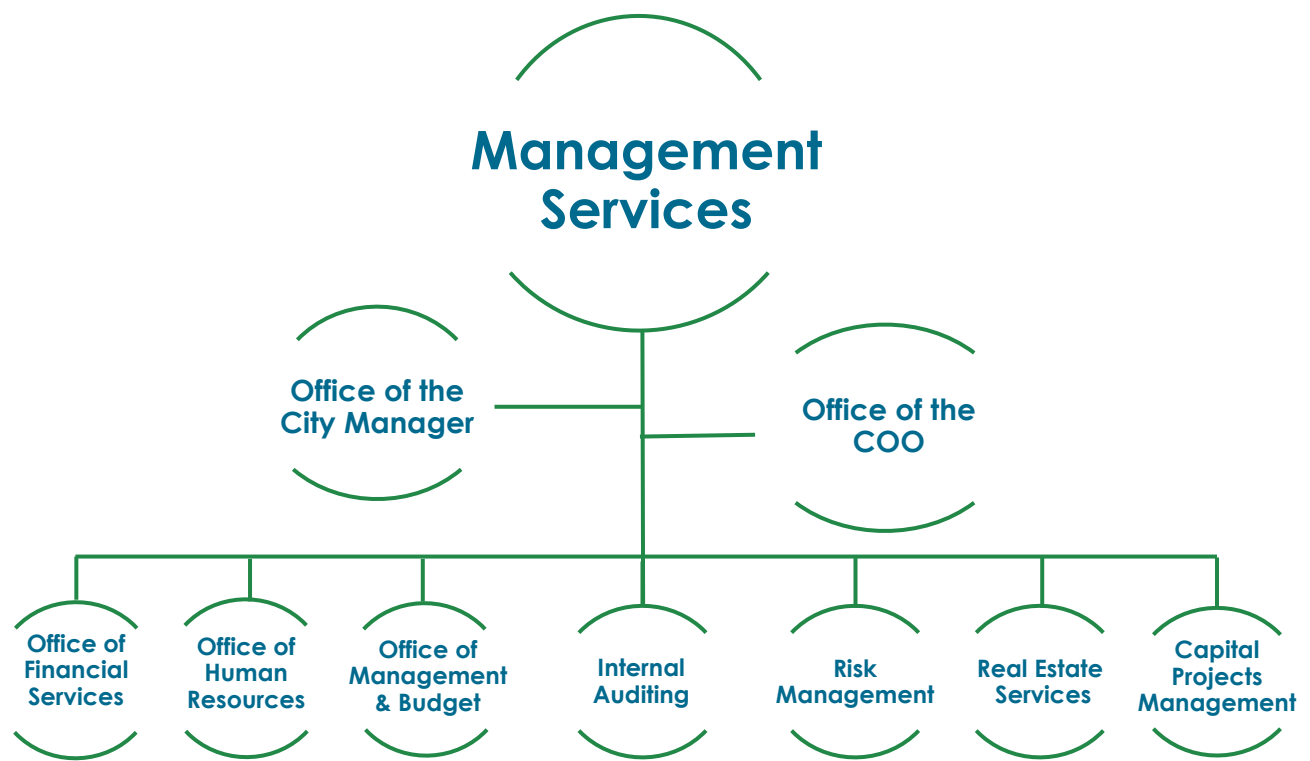 Management
Services
Office of the
City Manager
Office of the
COO
Office of
Financial
Services
Office of
Human
Resources
Office of
Management
& Budget
Internal
Auditing
Risk
Management
Real Estate
Services
Capital
Projects
Management